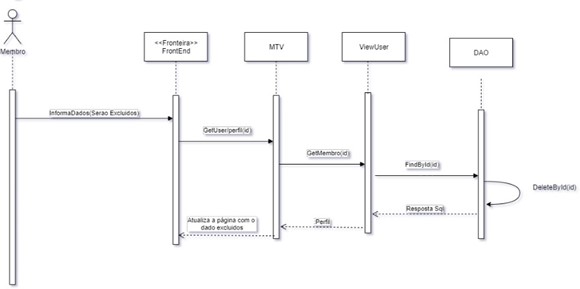 Membro
<<Fronteira>>
FrontEnd
MTV
ViewUser
DAO
InformaDados(Serao Excluidos)
GetUser/perfil(id)
GetMembro(id)
FindById(id)
DeleteById(id)
Resposta Sql
Perfil
Atualiza a página com o
dado excluidos